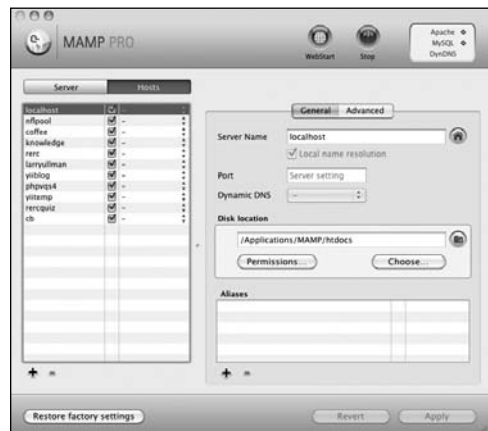 MAMP PRO
WebStart
Stop
Apache
MySQL
DynDNS
Server
Hosts
localhost
nflpool
coffee
knowledge
rerc
larryullman
yiiblog
phpvqs4
yiitemp
rercquiz
cb
General
Advanced
Server Name
localhost
Local name resolution
Port
Server setting
Dynamic DNS
Disk location
/Applications/MAMP/htdocs
Permissions...
Choose...
Aliases
Restore factory settings
Revert
Apply